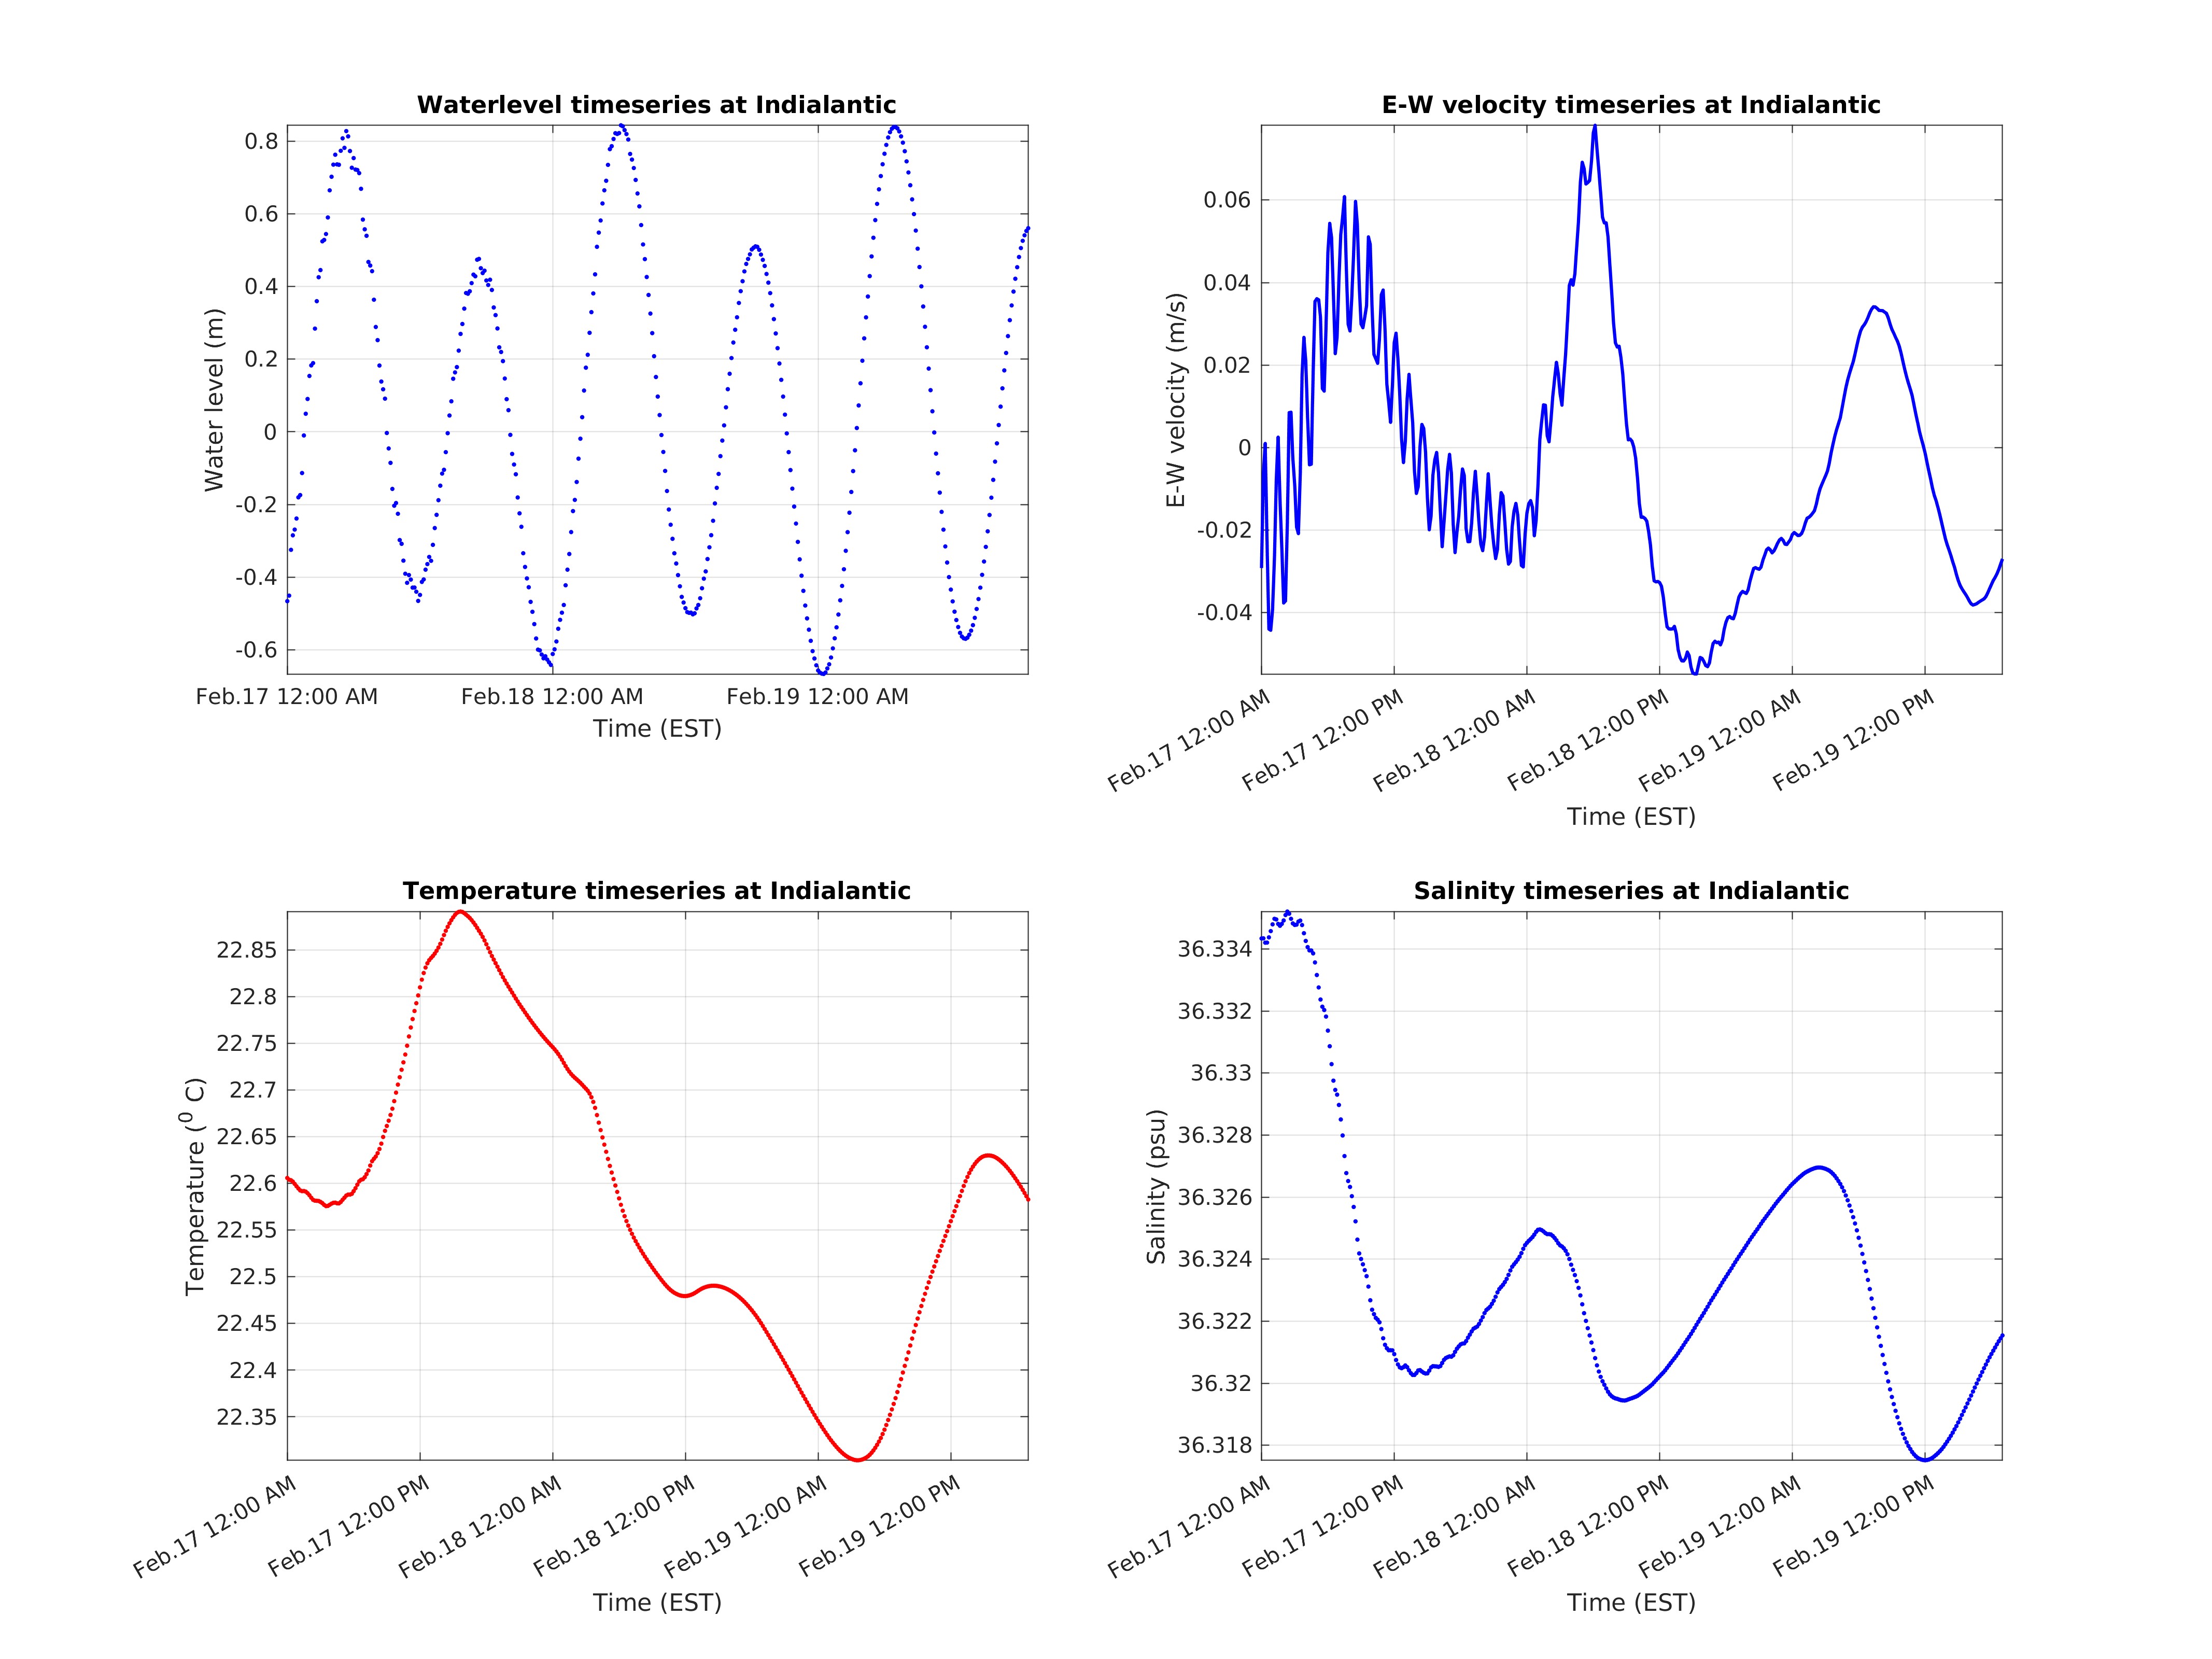 Waterlevel timeseries at Indialantic
0.8
0.6
0.4
0.2
0
-0.2
-0.4
-0.6
Water level (m)
Feb.17 12:00 AM
Feb.18 12:00 AM
Feb.19 12:00 AM
Time (EST)
E-W velocity timeseries at Indialantic
0.06
0.04
0.02
0
-0.02
-0.04
E-W velocity (m/s)
Feb.17 12:00 AM
Feb.17 12:00 PM
Feb.18 12:00 AM
Feb.18 12:00 PM
Feb.19 12:00 AM
Feb.19 12:00 PM
Time (EST)
Temperature timeseries at Indialantic
22.85
22.8
22.75
22.7
22.65
22.6
22.55
22.5
22.45
22.4
22.35
Temperature (⁰ C)
Feb.17 12:00 AM
Feb.17 12:00 PM
Feb.18 12:00 AM
Feb.18 12:00 PM
Feb.19 12:00 AM
Feb.19 12:00 PM
Time (EST)
Salinity timeseries at Indialantic
36.334
36.332
36.33
36.328
36.326
36.324
36.322
36.32
36.318
Salinity (psu)
Feb.17 12:00 AM
Feb.17 12:00 PM
Feb.18 12:00 AM
Feb.18 12:00 PM
Feb.19 12:00 AM
Feb.19 12:00 PM
Time (EST)